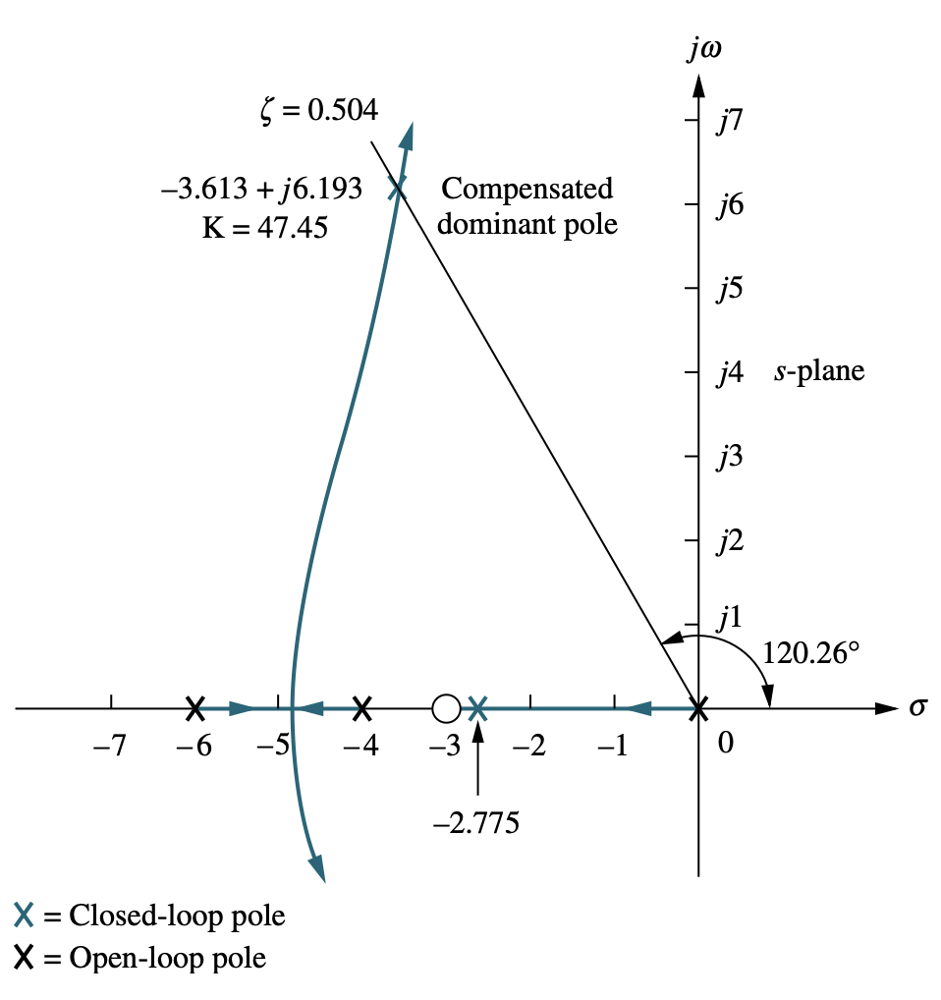 jω
ζ = 0.504
j7
–3.613 + j6.193
K = 47.45
Compensated
dominant pole
j6
j5
j4
s-plane
j3
j2
j1
120.26°
σ
–7
–6
–5
–4
–3
–2
–1
0
–2.775
X = Closed-loop pole
X = Open-loop pole